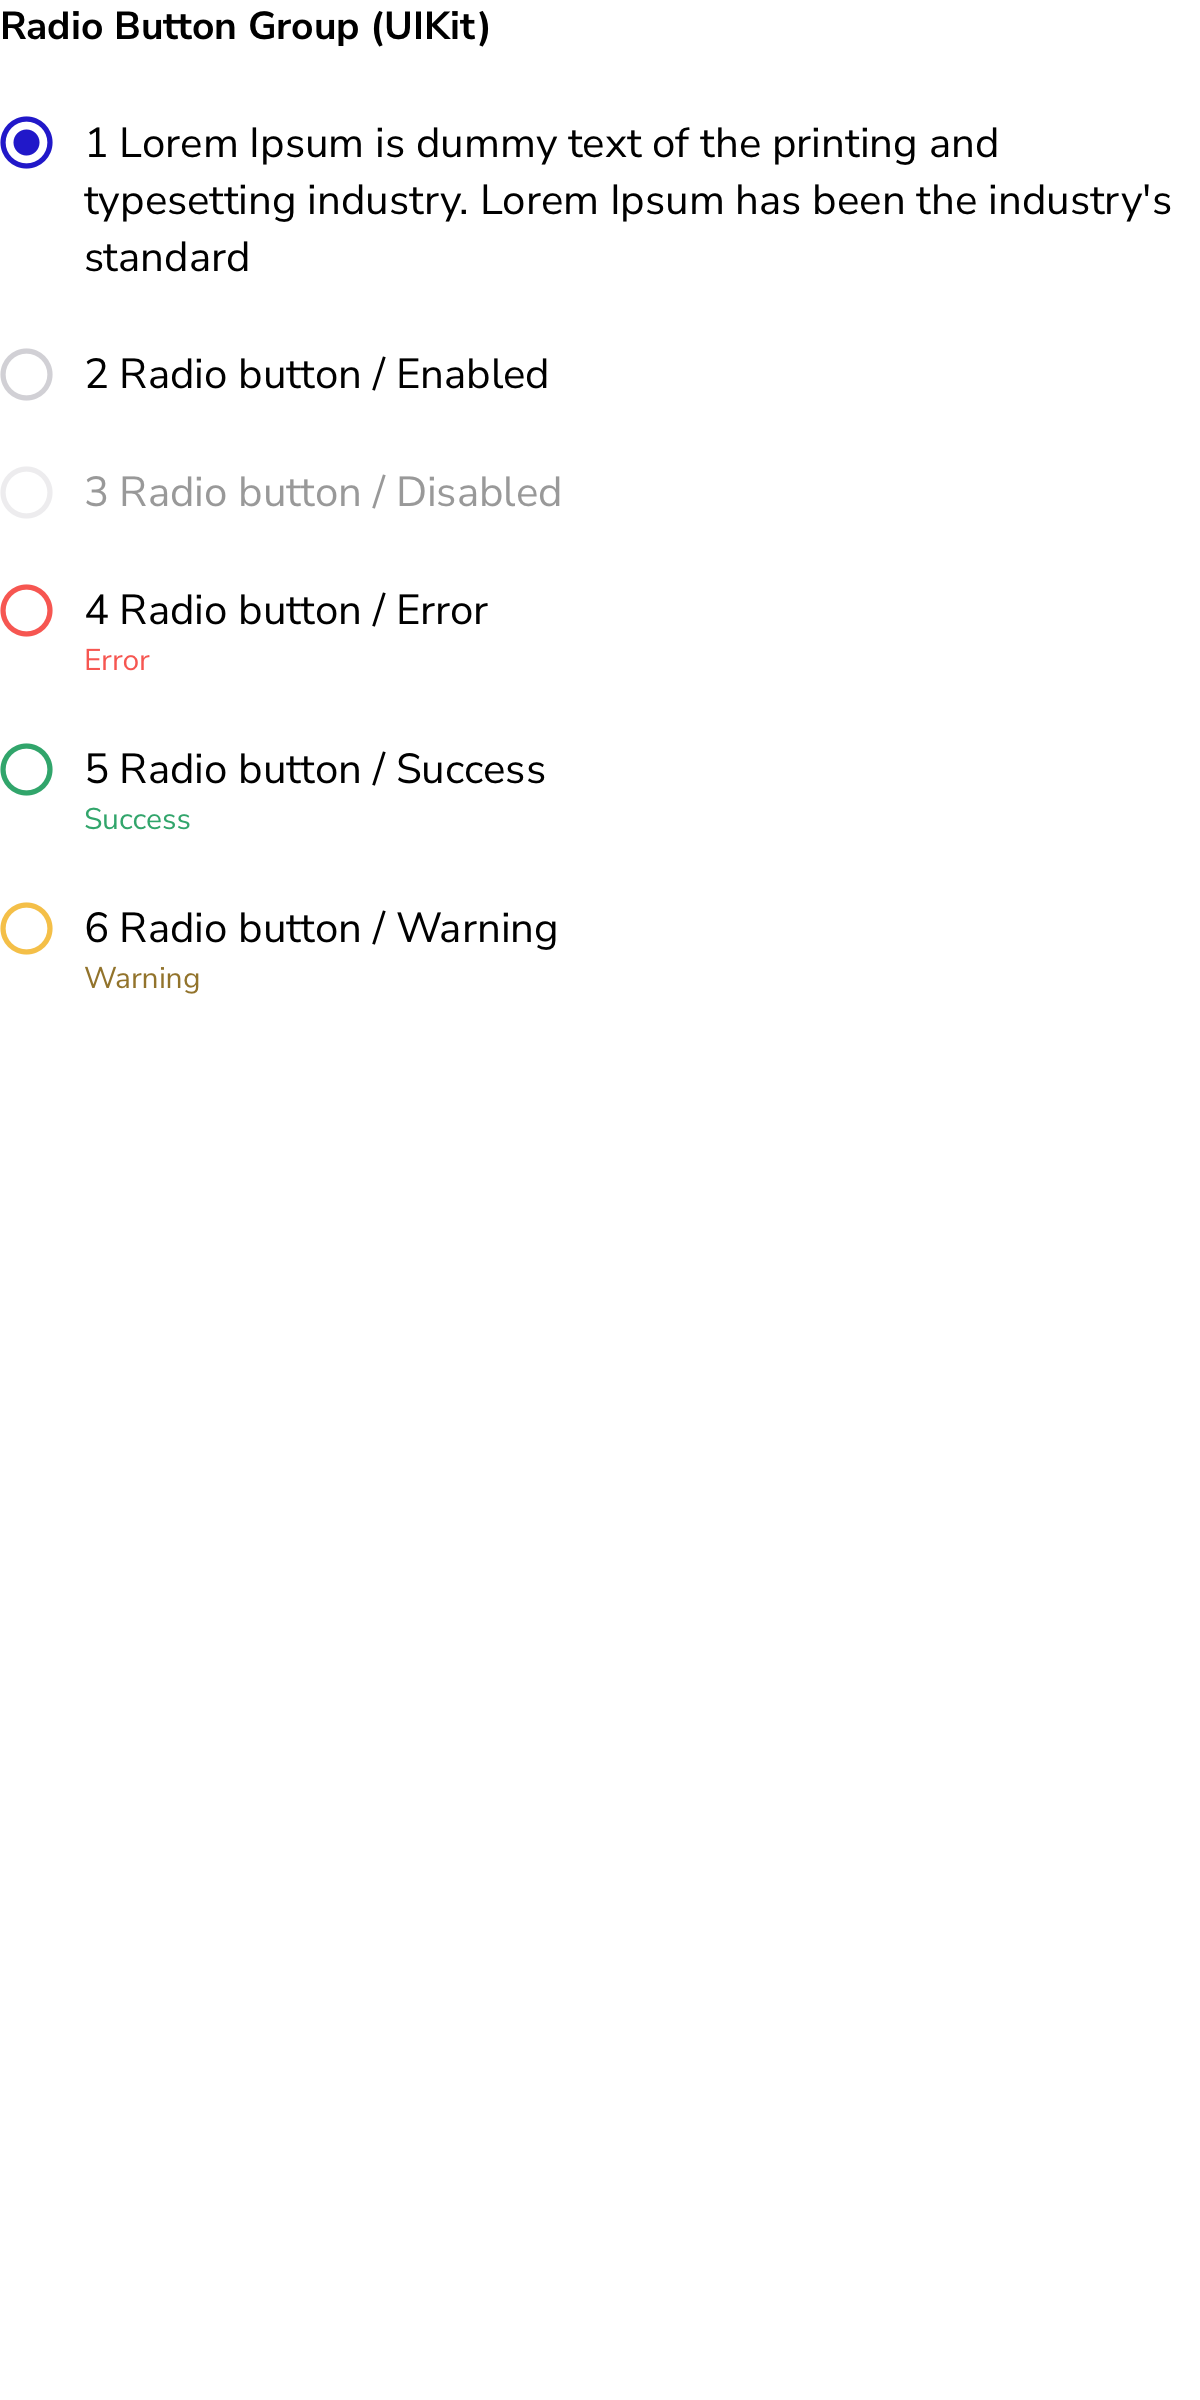 Radio Button Group (UIKit)
1 Lorem Ipsum is dummy text of the printing and
typesetting industry. Lorem Ipsum has been the industry's
standard
2 Radio button / Enabled
3 Radio button / Disabled
4 Radio button / Error
Error
5 Radio button / Success
Success
6 Radio button / Warning
Warning